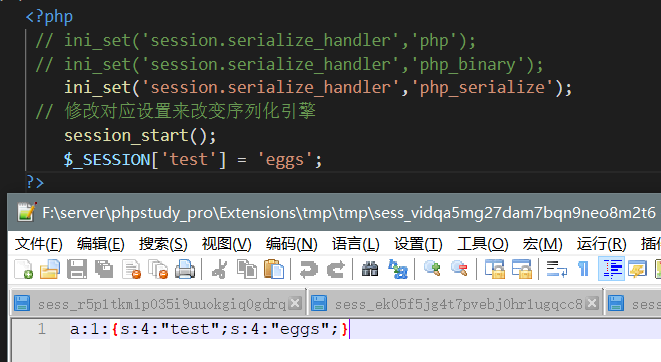 <?php
// ini_set('session.serialize_handler','php');
// ini_set('session.serialize_handler','php_binary');
ini_set('session.serialize_handler','php_serialize');
// 修改对应设置来改变序列化引擎
session_start();
$_SESSION['test'] = 'eggs';
?>
F:\server\phpstudy_pro\Extensions\tmp\tmp\sess_vidqa5mg27dam7bqn9neo8m2t6
文件(F) 编辑(E) 搜索(S) 视图(V) 编码(N) 语言(L) 设置(T) 工具(O) 宏(M) 运行(R) 插件
sess_r5p1tkm1p035i9uuokgiq0gdrq sess_ek05f5jg4t7pvebj0hr1ugqcc8 sess
1 a:1:{s:4:"test";s:4:"eggs";}